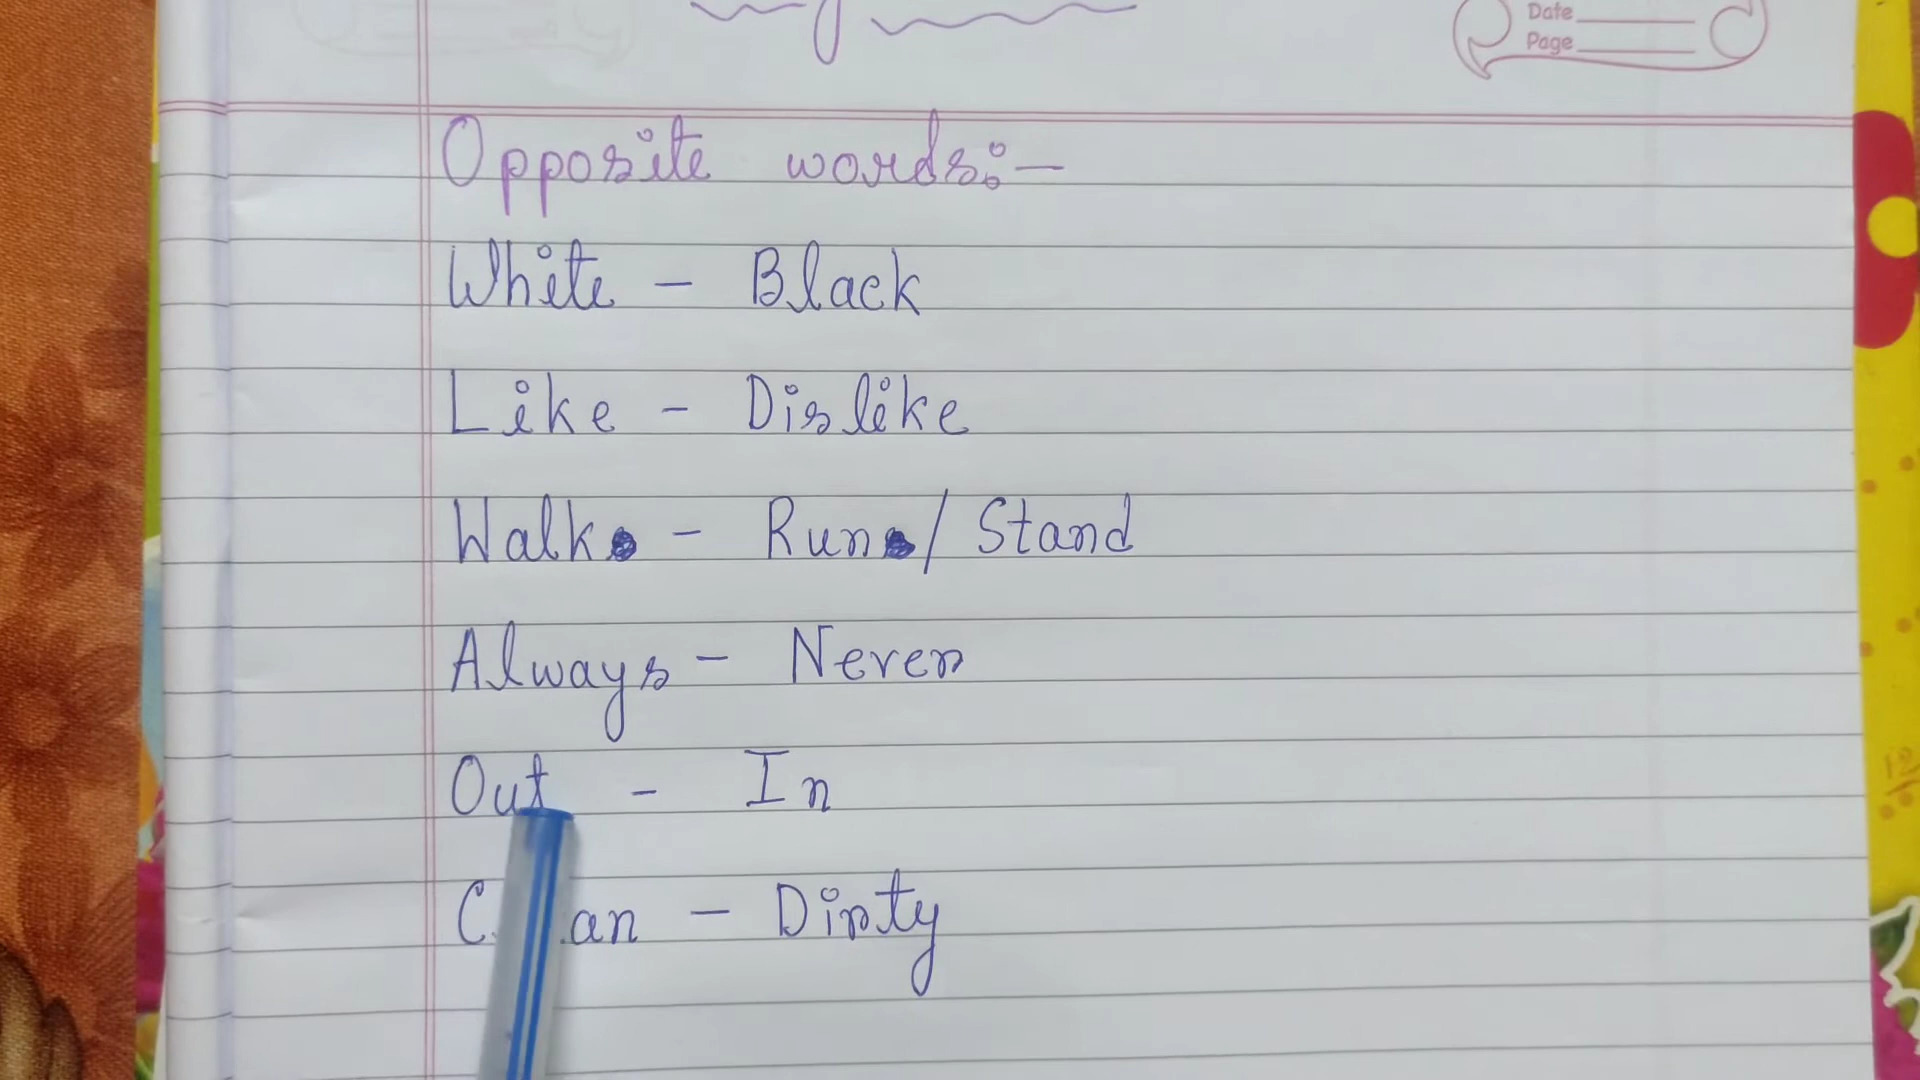 Date
Page
Opposite words:-
White - Black
Like - Dislike
Walk - Run / Stand
Always - Never
Out - In
- Dirty